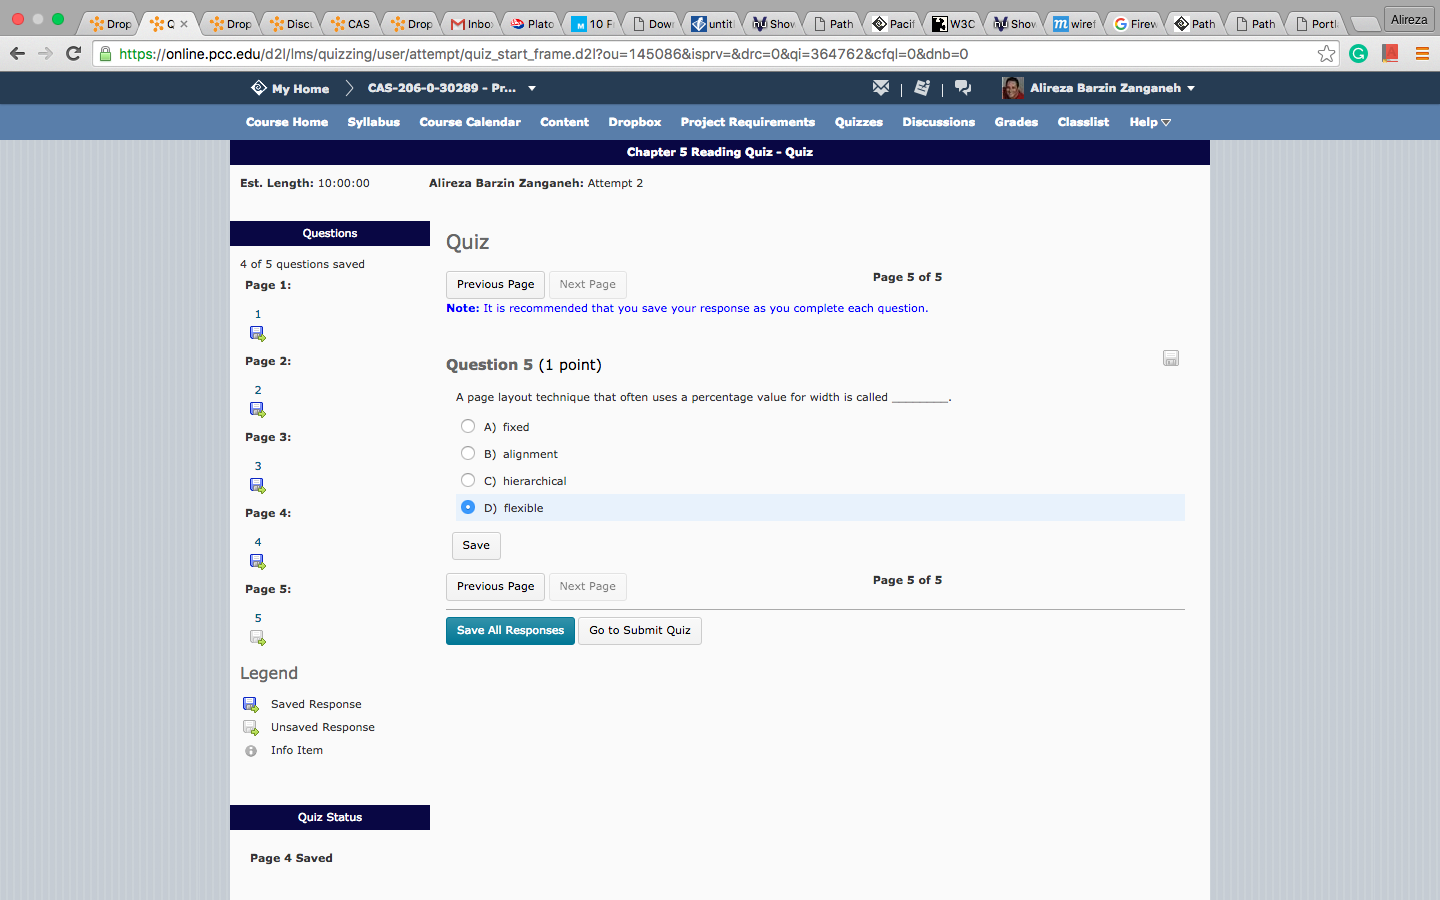 Drop Q Drop Discu CAS Drop Inbo Plato 10 F Dow untitl Show Path Pacif W3C Show wiref Firew Path Path Portl Alireza
https://online.pcc.edu/d2l/lms/quizzing/user/attempt/quiz_start_frame.d2l?ou=145086&isprv=&drc=0&qi=364762&cfql=0&dnb=0
My Home CAS-206-0-30289 - Pr... Alireza Barzin Zanganeh
Course Home Syllabus Course Calendar Content Dropbox Project Requirements Quizzes Discussions Grades Classlist Help
Chapter 5 Reading Quiz - Quiz
Est. Length: 10:00:00 Alireza Barzin Zanganeh: Attempt 2
Questions
4 of 5 questions saved
Page 1:
1
Page 2:
2
Page 3:
3
Page 4:
4
Page 5:
5
Legend
Saved Response
Unsaved Response
Info Item
Quiz Status
Page 4 Saved
Quiz
Previous Page Next Page Page 5 of 5
Note: It is recommended that you save your response as you complete each question.
Question 5 (1 point)
A page layout technique that often uses a percentage value for width is called _________.
A) fixed
B) alignment
C) hierarchical
D) flexible
Save
Previous Page Next Page Page 5 of 5
Save All Responses Go to Submit Quiz